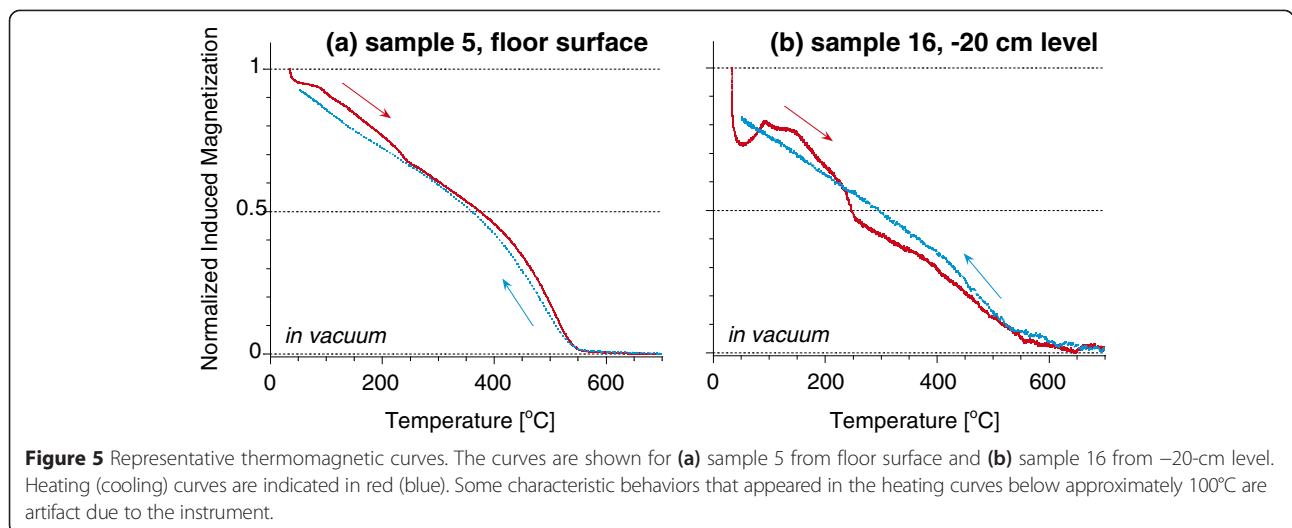 (a) sample 5, floor surface
(b) sample 16, -20 cm level
Normalized Induced Magnetization
1
0.5
0
in vacuum
in vacuum
0 200 400 600
0 200 400 600
Temperature [°C]
Temperature [°C]
Figure 5 Representative thermomagnetic curves. The curves are shown for (a) sample 5 from floor surface and (b) sample 16 from −20-cm level.
Heating (cooling) curves are indicated in red (blue). Some characteristic behaviors that appeared in the heating curves below approximately 100°C are
artifact due to the instrument.